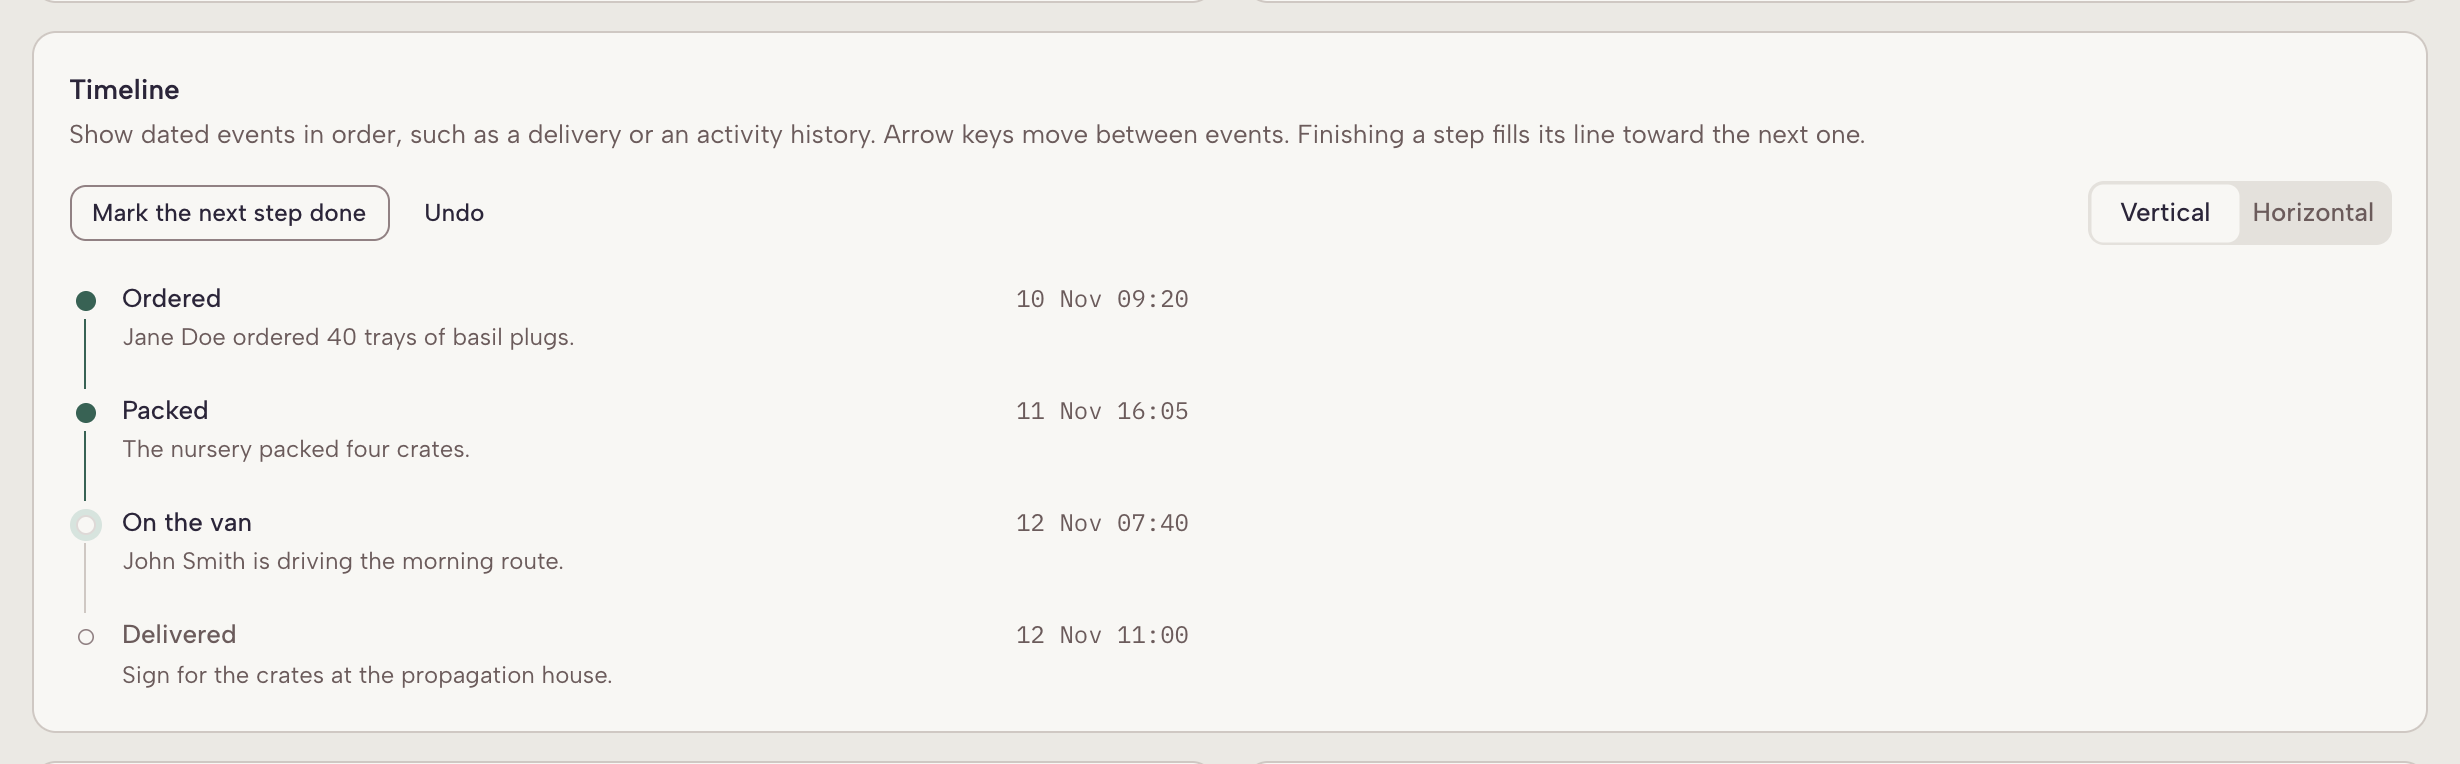 Timeline
Show dated events in order, such as a delivery or an activity history. Arrow keys move between events. Finishing a step fills its line toward the next one.
Mark the next step done Undo Vertical Horizontal
Ordered 10 Nov 09:20
Jane Doe ordered 40 trays of basil plugs.
Packed 11 Nov 16:05
The nursery packed four crates.
On the van 12 Nov 07:40
John Smith is driving the morning route.
Delivered 12 Nov 11:00
Sign for the crates at the propagation house.